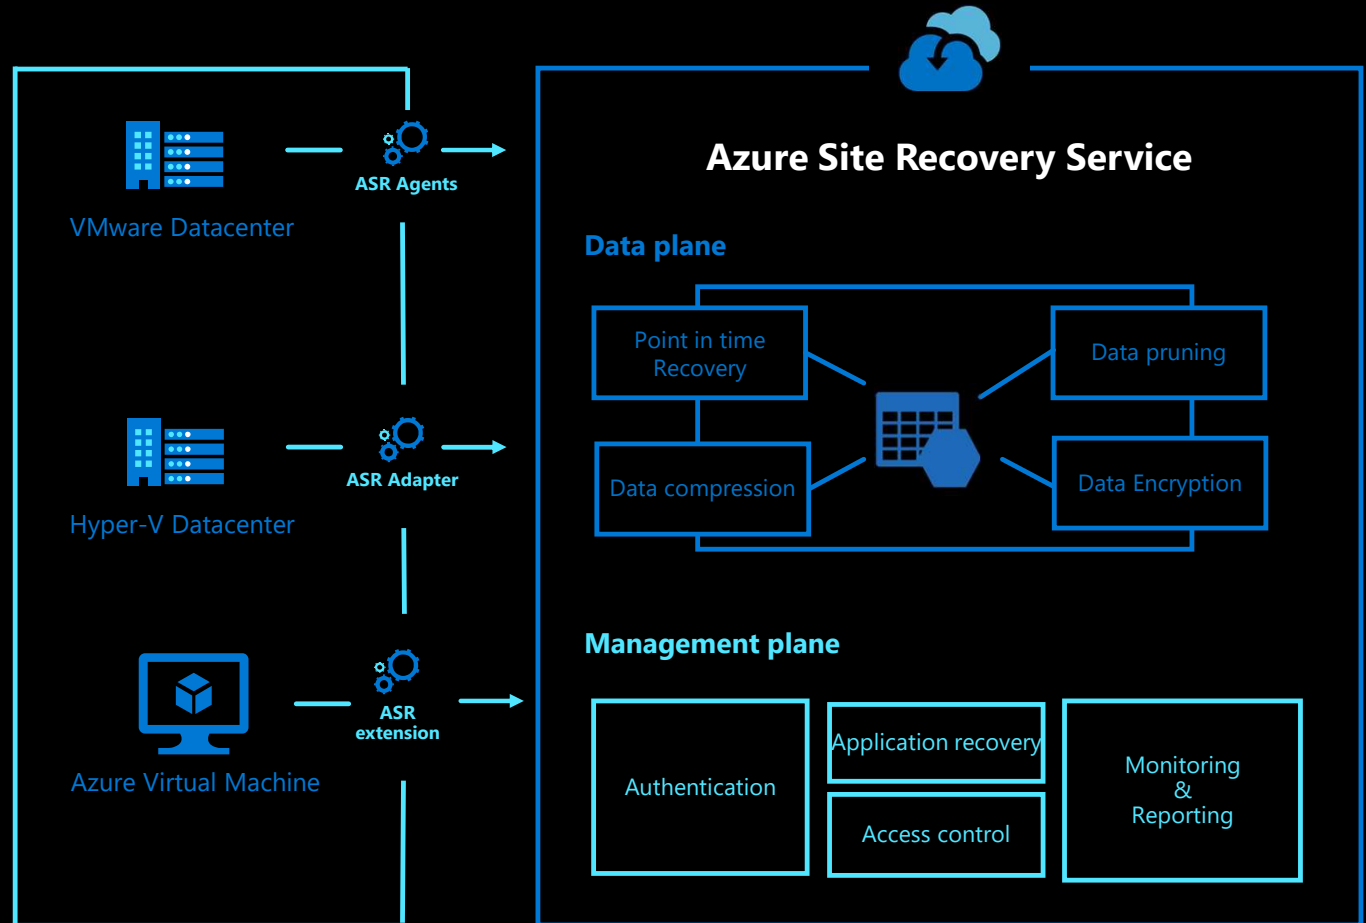 ASR Agents
VMware Datacenter
ASR Adapter
Hyper-V Datacenter
ASR
extension
Azure Virtual Machine
Azure Site Recovery Service
Data plane
Point in time
Recovery
Data pruning
Data compression
Data Encryption
Management plane
Authentication
Application recovery
Access control
Monitoring
&
Reporting